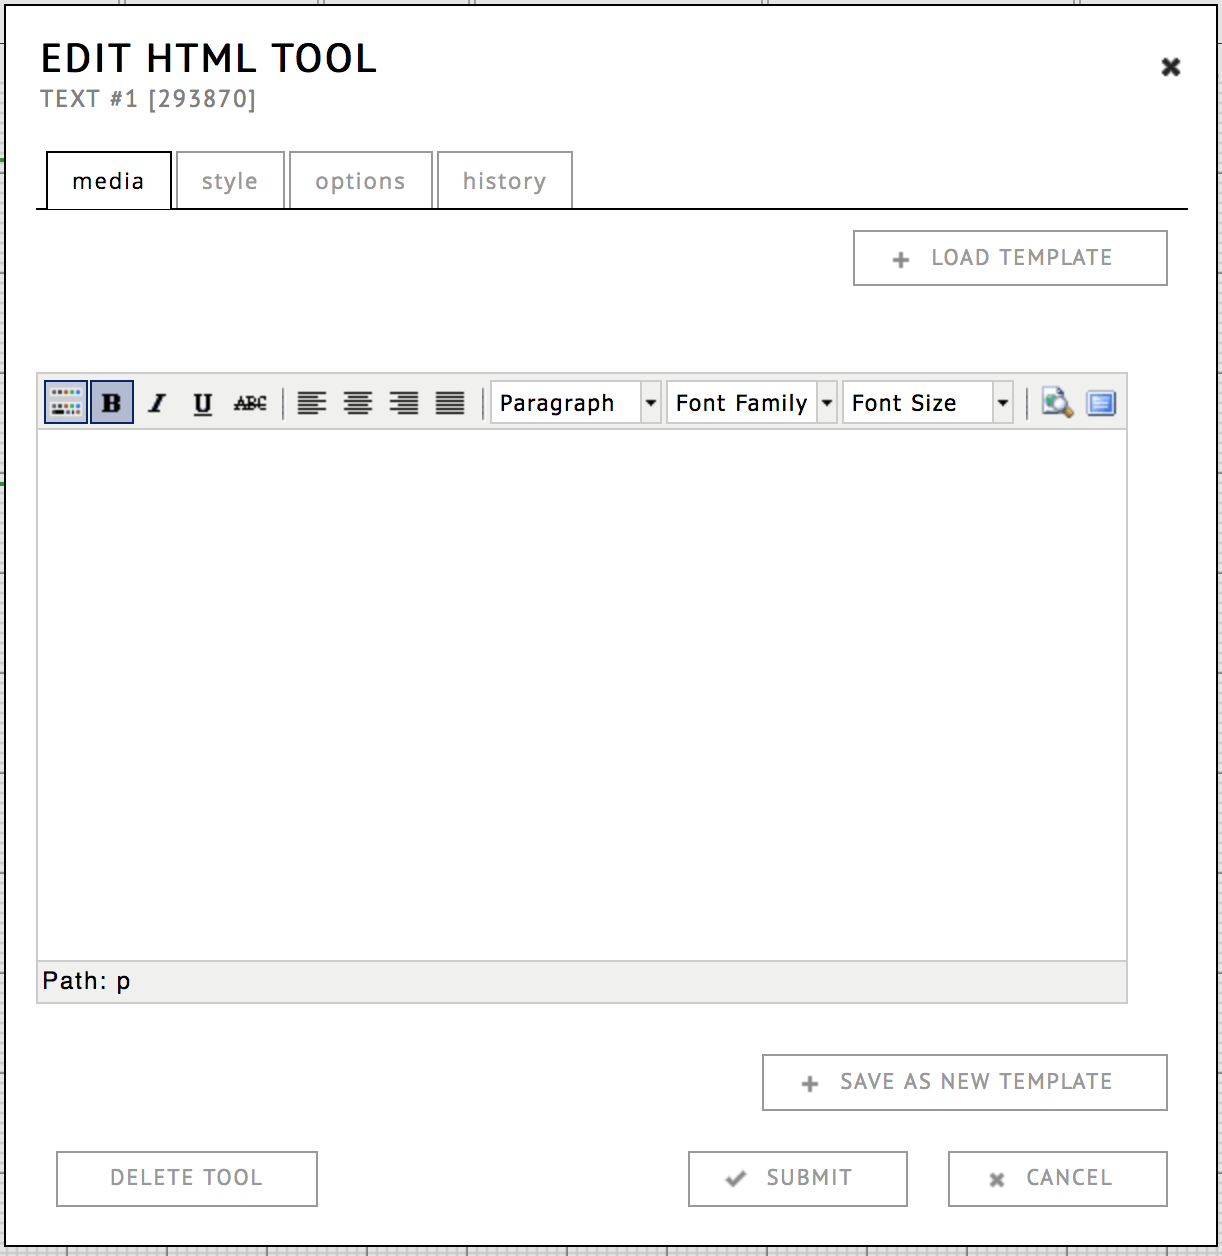 EDIT HTML TOOL
TEXT #1 [293870]
media style options history
LOAD TEMPLATE
B I U ABC Paragraph Font Family Font Size
Path: p
SAVE AS NEW TEMPLATE
DELETE TOOL SUBMIT CANCEL